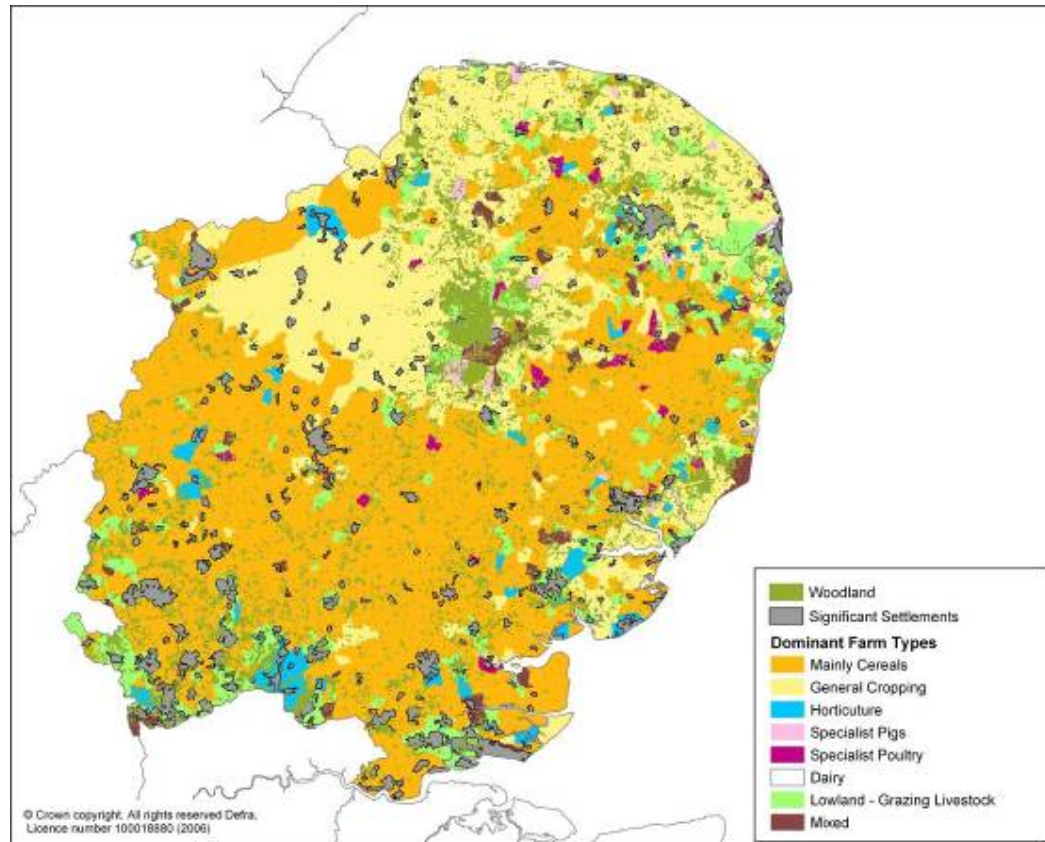 Woodland
Significant Settlements
Dominant Farm Types
Mainly Cereals
General Cropping
Horticuture
Specialist Pigs
Specialist Poultry
Dairy
Lowland - Grazing Livestock
Mixed
© Crown copyright. All rights reserved Defra.
Licence number 100018880 (2006)